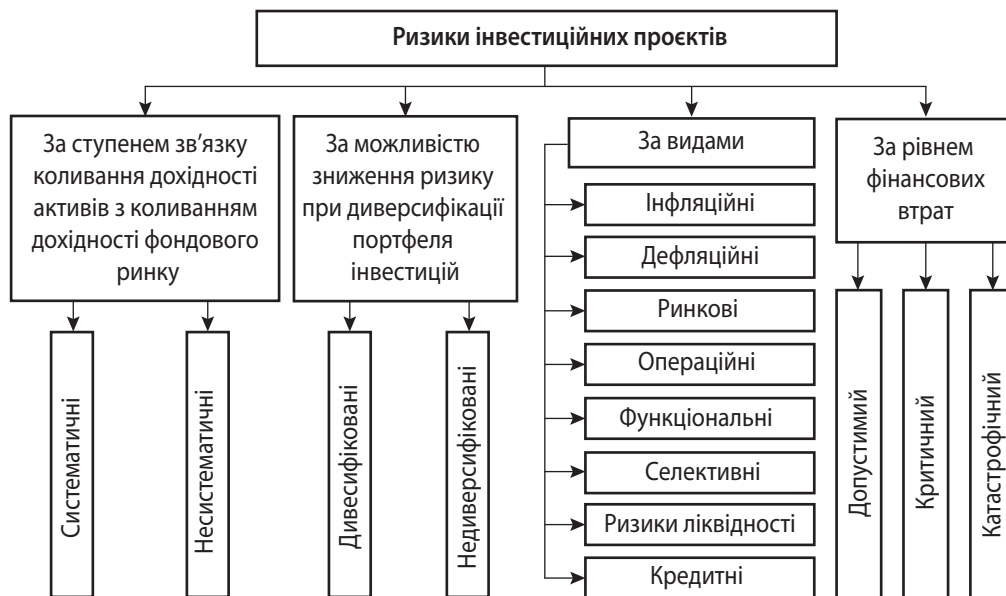 Ризики інвестиційних проєктів
За ступенем зв’язку
коливання дохідності
активів з коливанням
дохідності фондового
ринку
Систематичні
Несистематичні
За можливістю
зниження ризику
при диверсифікації
портфеля
інвестицій
Дивесифіковані
Недиверсифіковані
За видами
Інфляційні
Дефляційні
Ринкові
Операційні
Функціональні
Селективні
Ризики ліквідності
Кредитні
За рівнем
фінансових
втрат
Допустимий
Критичний
Катастрофічний